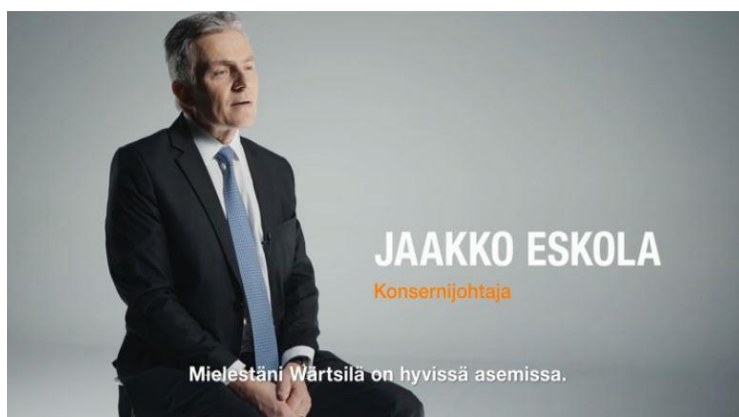 JAAKKO ESKOLA
Konsernijohtaja
Mielestäni Wärtsilä on hyvissä asemissa.